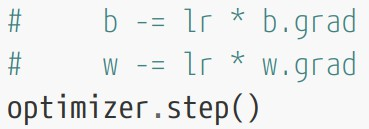 #     b -= lr * b.grad
#     w -= lr * w.grad
optimizer.step()